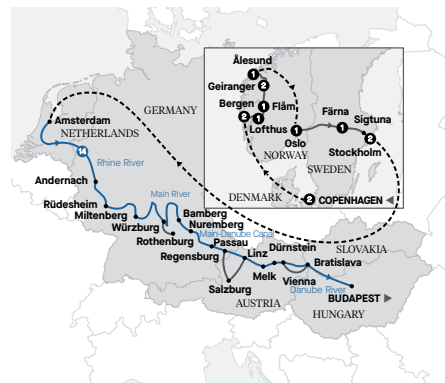 Ålesund
1
Geiranger
2
Bergen
2
1
Flåm
1
1
Lofthus
1
Oslo
NORWAY
Färna
1
Sigtuna
2
Stockholm
SWEDEN
DENMARK
2
COPENHAGEN
Amsterdam
NETHERLANDS
GERMANY
14
Rhine River
Andernach
Main River
Rüdesheim
Miltenberg
Bamberg
Würzburg
Nuremberg
Rothenburg
Main-Danube Canal
Passau
Regensburg
Linz
Dürnstein
SLOVAKIA
Bratislava
Melk
Vienna
Salzburg
Danube River
AUSTRIA
BUDAPEST
HUNGARY